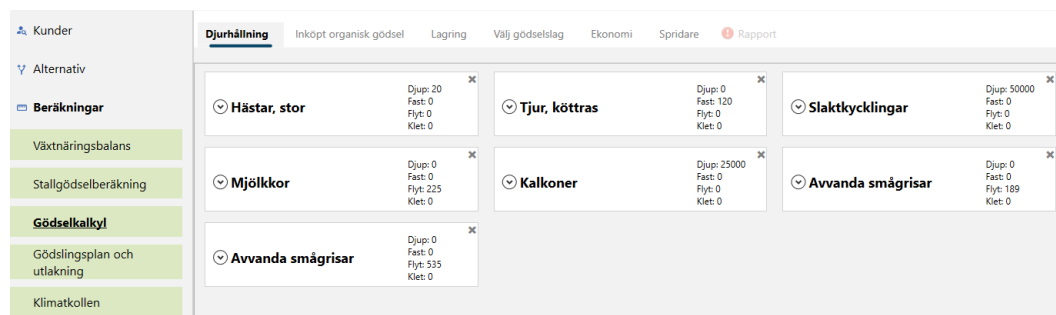 Kunder
Alternativ
Beräkningar
Växtnäringsbalans
Stallgödselberäkning
Gödselkalkyl
Gödslingsplan och
utlakning
Klimatkollen
Djurhållning Inköpt organisk gödsel Lagring Välj gödselslag Ekonomi Spridare Rapport
Hästar, stor
Djup: 20
Fast: 0
Flyt: 0
Klet: 0
Tjur, köttras
Djup: 0
Fast: 120
Flyt: 0
Klet: 0
Slaktkycklingar
Djup: 50000
Fast: 0
Flyt: 0
Klet: 0
Mjölkkor
Djup: 0
Fast: 0
Flyt: 225
Klet: 0
Kalkoner
Djup: 25000
Fast: 0
Flyt: 0
Klet: 0
Avvanda smågrisar
Djup: 0
Fast: 0
Flyt: 189
Klet: 0
Avvanda smågrisar
Djup: 0
Fast: 0
Flyt: 535
Klet: 0